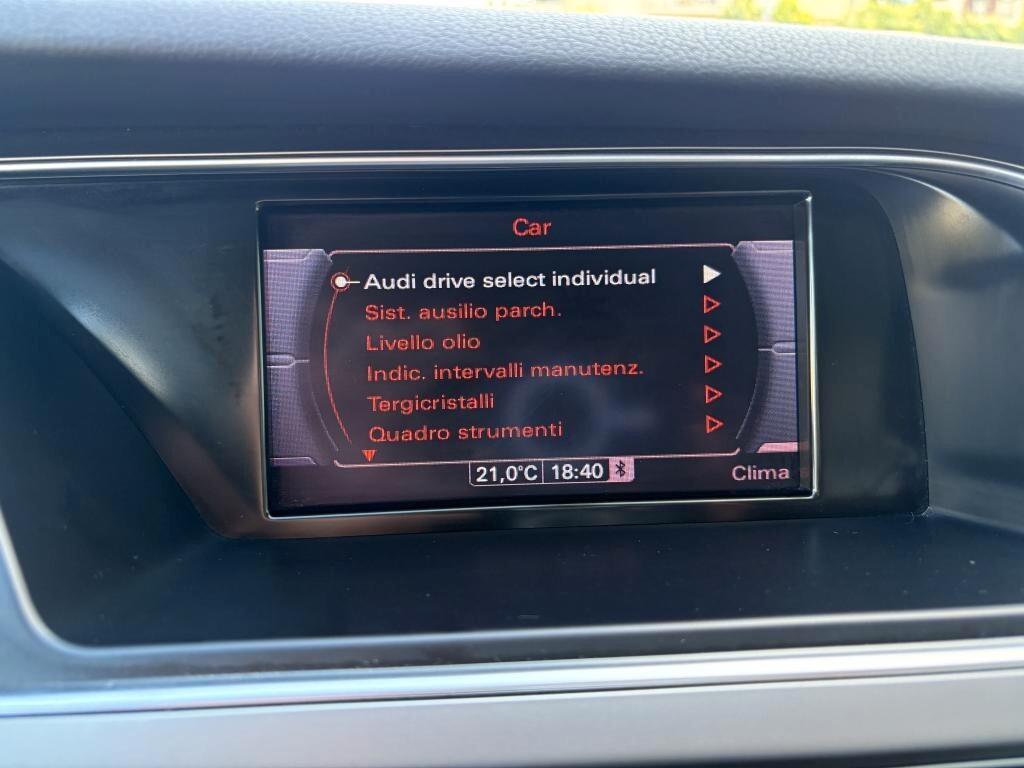 Car
Audi drive select individual
Sist. ausilio parch.
Livello olio
Indic. intervalli manutenz.
Tergicristalli
Quadro strumenti
21,0°C 18:40
Clima